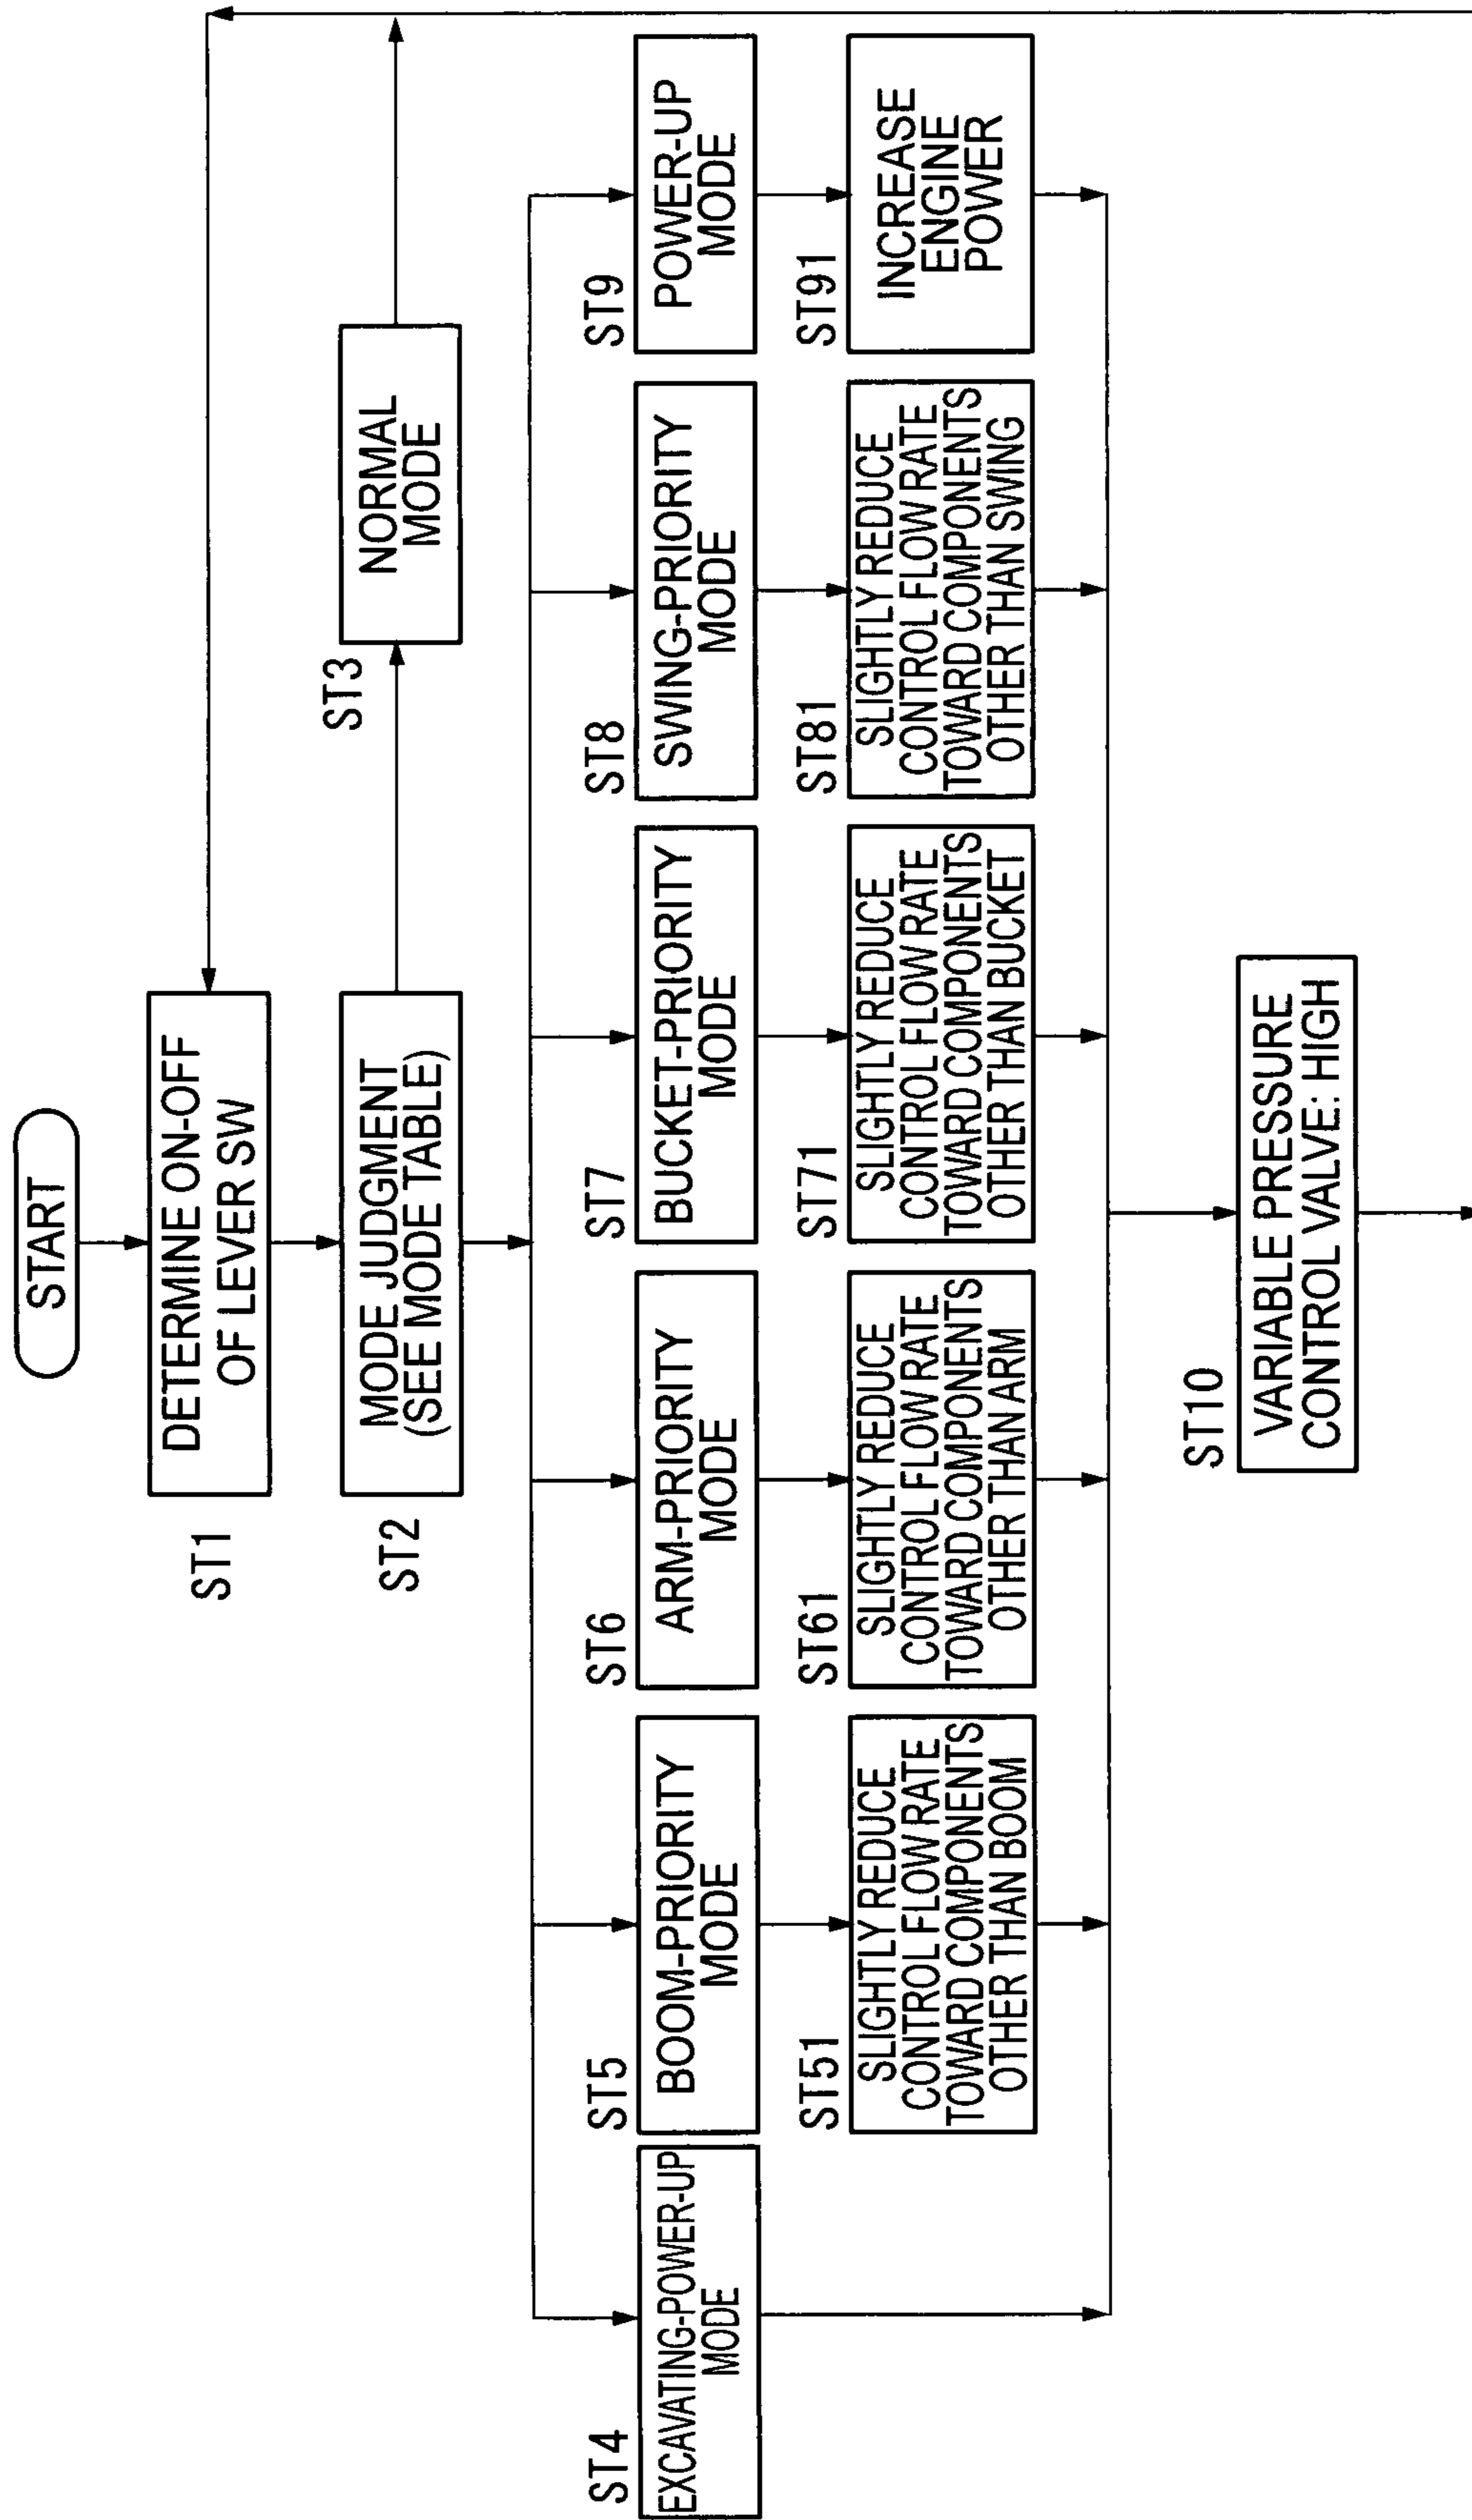 START
ST1
DETERMINE ON-OFF
OF LEVER SW
ST2
MODE JUDGMENT
(SEE MODE TABLE)
ST3
NORMAL
MODE
ST4
EXCAVATING-POWER-UP
MODE
ST5
BOOM-PRIORITY
MODE
ST6
ARM-PRIORITY
MODE
ST7
BUCKET-PRIORITY
MODE
ST8
SWING-PRIORITY
MODE
ST9
POWER-UP
MODE
ST51
SLIGHTLY REDUCE
CONTROL FLOW RATE
TOWARD COMPONENTS
OTHER THAN BOOM
ST61
SLIGHTLY REDUCE
CONTROL FLOW RATE
TOWARD COMPONENTS
OTHER THAN ARM
ST71
SLIGHTLY REDUCE
CONTROL FLOW RATE
TOWARD COMPONENTS
OTHER THAN BUCKET
ST81
SLIGHTLY REDUCE
CONTROL FLOW RATE
TOWARD COMPONENTS
OTHER THAN SWING
ST91
INCREASE
ENGINE
POWER
ST10
VARIABLE PRESSURE
CONTROL VALVE: HIGH